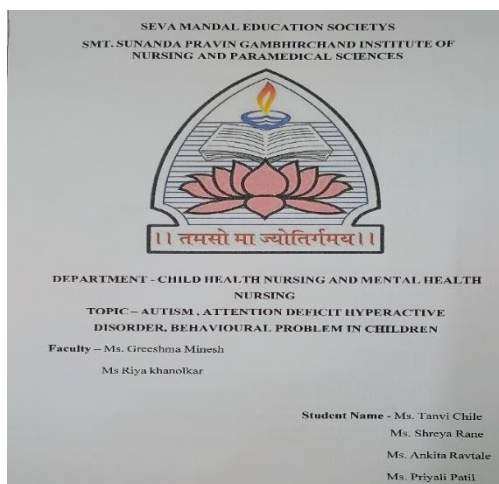 SEVA MANDAL EDUCATION SOCIETYS
SMT. SUNANDA PRAVIN GAMBHIRCHAND INSTITUTE OF
NURSING AND PARAMEDICAL SCIENCES
।। तमसो मा ज्योतिर्गमय।।
DEPARTMENT - CHILD HEALTH NURSING AND MENTAL HEALTH
NURSING
TOPIC – AUTISM , ATTENTION DEFICIT HYPERACTIVE
DISORDER, BEHAVIOURAL PROBLEM IN CHILDREN
Faculty – Ms. Greeshma Minesh
Ms Riya khanolkar
Student Name - Ms. Tanvi Chile
Ms. Shreya Rane
Ms. Ankita Ravtale
Ms. Priyali Patil